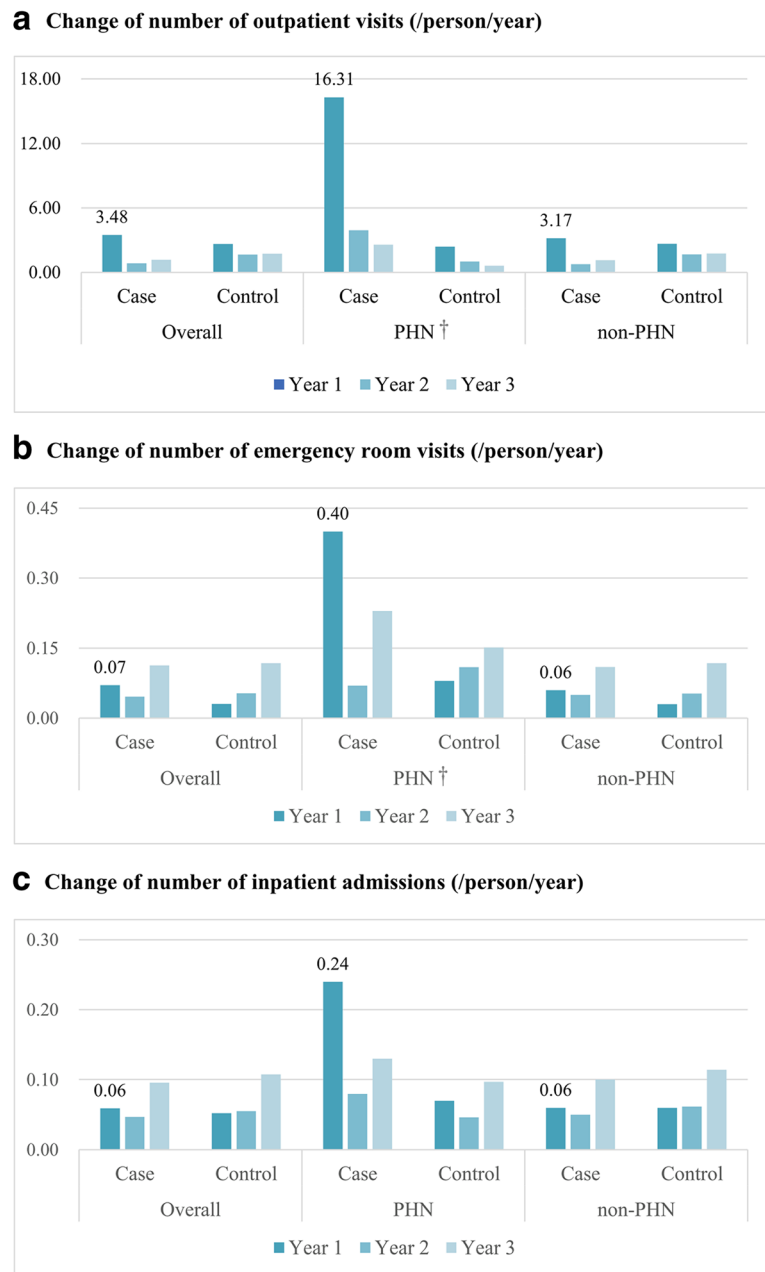 a Change of number of outpatient visits (/person/year)
18.00
16.31
12.00
6.00
3.48
3.17
0.00
Case Control Case Control Case Control
Overall PHN † non-PHN
Year 1 Year 2 Year 3
b Change of number of emergency room visits (/person/year)
0.45
0.40
0.30
0.15
0.07
0.06
0.00
Case Control Case Control Case Control
Overall PHN † non-PHN
Year 1 Year 2 Year 3
c Change of number of inpatient admissions (/person/year)
0.30
0.24
0.20
0.10
0.06
0.06
0.00
Case Control Case Control Case Control
Overall PHN non-PHN
Year 1 Year 2 Year 3